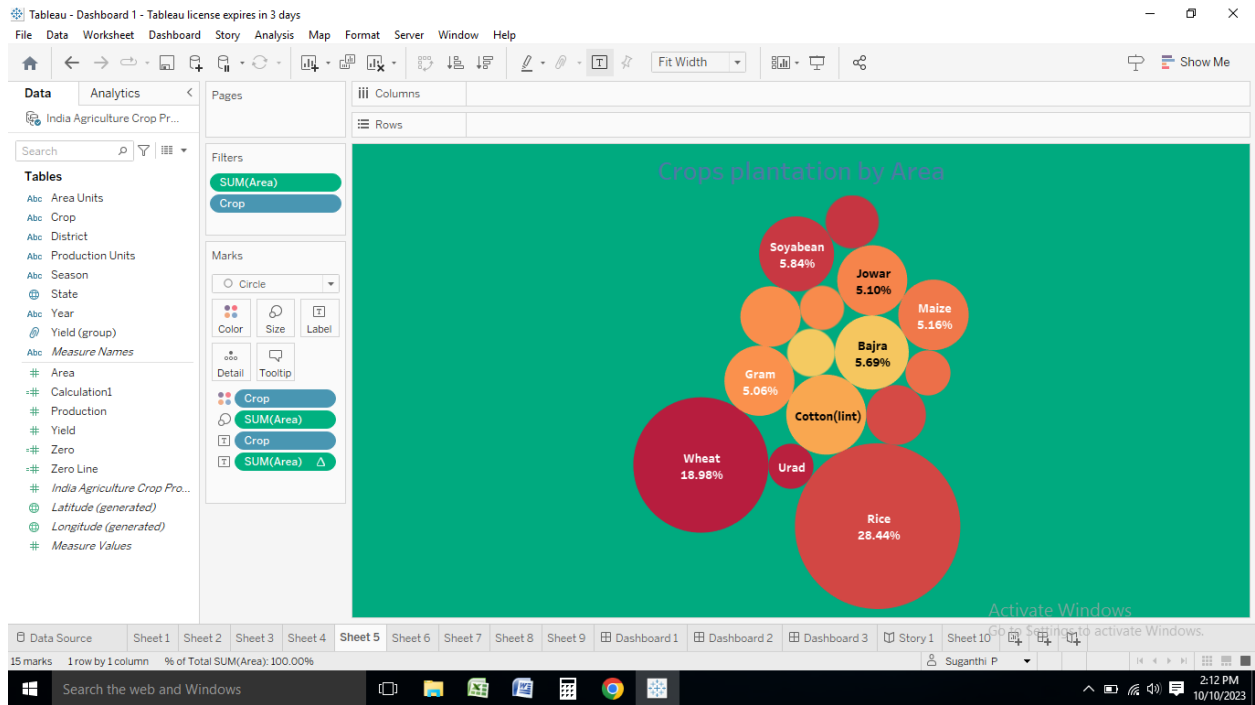 Tableau - Dashboard 1 - Tableau license expires in 3 days
File Data Worksheet Dashboard Story Analysis Map Format Server Window Help
Fit Width
Show Me
Data Analytics
India Agriculture Crop Pr...
Search
Tables
Abc Area Units
Abc Crop
Abc District
Abc Production Units
Abc Season
State
Abc Year
Yield (group)
Abc Measure Names
# Area
=# Calculation1
# Production
# Yield
=# Zero
=# Zero Line
# India Agriculture Crop Pro...
Latitude (generated)
Longitude (generated)
# Measure Values
Pages
Filters
SUM(Area)
Crop
Marks
Circle
Color Size Label
Detail Tooltip
Crop
SUM(Area)
Crop
SUM(Area) Δ
Columns
Rows
Crops plantation by Area
Soyabean
5.84%
Jowar
5.10%
Maize
5.16%
Bajra
5.69%
Gram
5.06%
Cotton(lint)
Wheat
18.98%
Urad
Rice
28.44%
Activate Windows
Go to Settings to activate Windows.
Data Source Sheet 1 Sheet 2 Sheet 3 Sheet 4 Sheet 5 Sheet 6 Sheet 7 Sheet 8 Sheet 9 Dashboard 1 Dashboard 2 Dashboard 3 Story 1 Sheet 10
15 marks 1 row by 1 column % of Total SUM(Area): 100.00% Suganthi P
Search the web and Windows
2:12 PM
10/10/2023